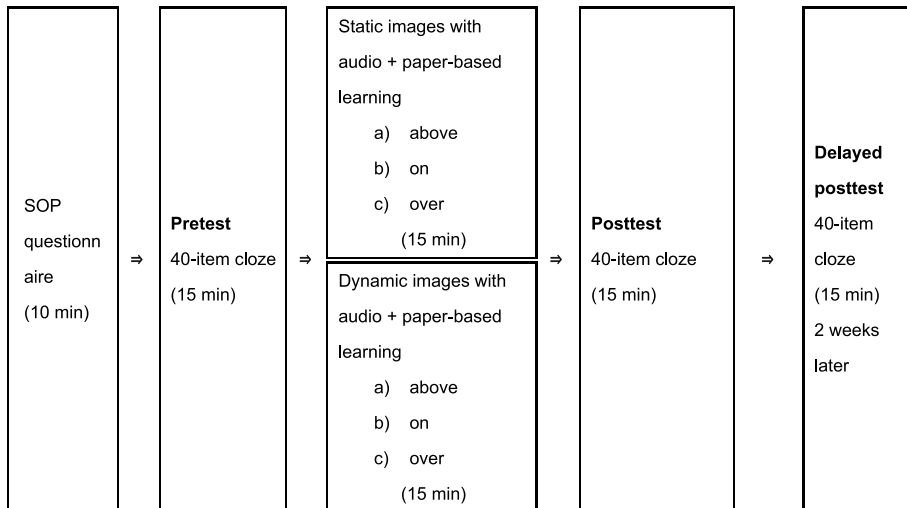 SOP
questionn
aire
(10 min)
⇒
Pretest
40-item cloze
(15 min)
⇒
Static images with
audio + paper-based
learning
a) above
b) on
c) over
(15 min)
Dynamic images with
audio + paper-based
learning
a) above
b) on
c) over
(15 min)
⇒
Posttest
40-item cloze
(15 min)
⇒
Delayed
posttest
40-item
cloze
(15 min)
2 weeks
later